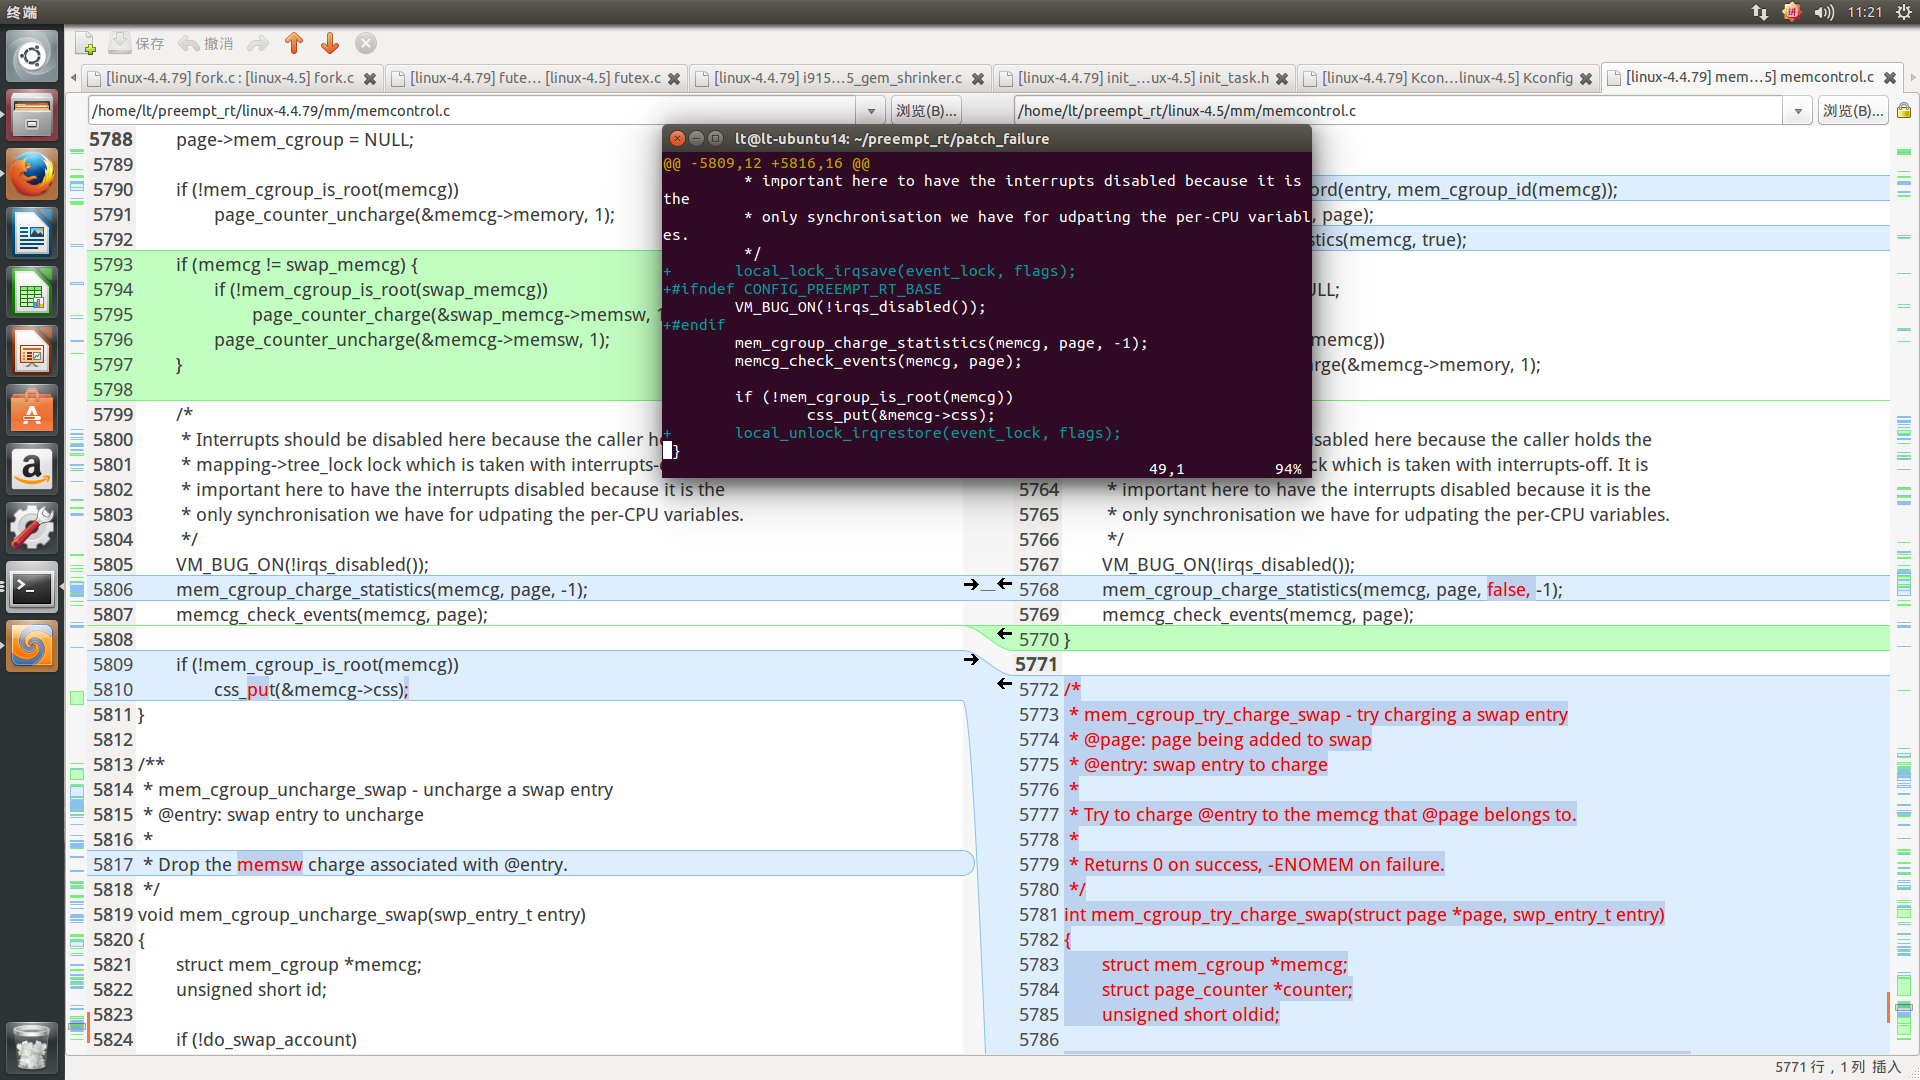 终端
11:21
保存
撤消
[linux-4.4.79] fork.c : [linux-4.5] fork.c
[linux-4.4.79] fute... [linux-4.5] futex.c
[linux-4.4.79] i915...5_gem_shrinker.c
[linux-4.4.79] init_...ux-4.5] init_task.h
[linux-4.4.79] Kcon...linux-4.5] Kconfig
[linux-4.4.79] mem...5] memcontrol.c
/home/lt/preempt_rt/linux-4.4.79/mm/memcontrol.c
浏览(B)...
/home/lt/preempt_rt/linux-4.5/mm/memcontrol.c
浏览(B)...
5788 page->mem_cgroup = NULL;
5789
5790 if (!mem_cgroup_is_root(memcg))
5791 page_counter_uncharge(&memcg->memory, 1);
5792
5793 if (memcg != swap_memcg) {
5794 if (!mem_cgroup_is_root(swap_memcg))
5795 page_counter_charge(&swap_memcg->memsw, 1
5796 page_counter_uncharge(&memcg->memsw, 1);
5797 }
5798
5799 /*
5800 * Interrupts should be disabled here because the caller h
5801 * mapping->tree_lock lock which is taken with interrupts-
5802 * important here to have the interrupts disabled because it is the
5803 * only synchronisation we have for udpating the per-CPU variables.
5804 */
5805 VM_BUG_ON(!irqs_disabled());
5806 mem_cgroup_charge_statistics(memcg, page, -1);
5807 memcg_check_events(memcg, page);
5808
5809 if (!mem_cgroup_is_root(memcg))
5810 css_put(&memcg->css);
5811 }
5812
5813 /**
5814 * mem_cgroup_uncharge_swap - uncharge a swap entry
5815 * @entry: swap entry to uncharge
5816 *
5817 * Drop the memsw charge associated with @entry.
5818 */
5819 void mem_cgroup_uncharge_swap(swp_entry_t entry)
5820 {
5821 struct mem_cgroup *memcg;
5822 unsigned short id;
5823
5824 if (!do_swap_account)
lt@lt-ubuntu14: ~/preempt_rt/patch_failure
@@ -5809,12 +5816,16 @@
* important here to have the interrupts disabled because it is
the
* only synchronisation we have for udpating the per-CPU variabl
es.
*/
+ local_lock_irqsave(event_lock, flags);
+#ifndef CONFIG_PREEMPT_RT_BASE
VM_BUG_ON(!irqs_disabled());
+#endif
mem_cgroup_charge_statistics(memcg, page, -1);
memcg_check_events(memcg, page);
if (!mem_cgroup_is_root(memcg))
css_put(&memcg->css);
+ local_unlock_irqrestore(event_lock, flags);
}
49,1 94%
ord(entry, mem_cgroup_id(memcg));
page);
stics(memcg, true);
ULL;
memcg))
rge(&memcg->memory, 1);
isabled here because the caller holds the
ck which is taken with interrupts-off. It is
5764 * important here to have the interrupts disabled because it is the
5765 * only synchronisation we have for udpating the per-CPU variables.
5766 */
5767 VM_BUG_ON(!irqs_disabled());
5768 mem_cgroup_charge_statistics(memcg, page, false, -1);
5769 memcg_check_events(memcg, page);
5770 }
5771
5772 /*
5773 * mem_cgroup_try_charge_swap - try charging a swap entry
5774 * @page: page being added to swap
5775 * @entry: swap entry to charge
5776 *
5777 * Try to charge @entry to the memcg that @page belongs to.
5778 *
5779 * Returns 0 on success, -ENOMEM on failure.
5780 */
5781 int mem_cgroup_try_charge_swap(struct page *page, swp_entry_t entry)
5782 {
5783 struct mem_cgroup *memcg;
5784 struct page_counter *counter;
5785 unsigned short oldid;
5786
5771 行，1 列 插入